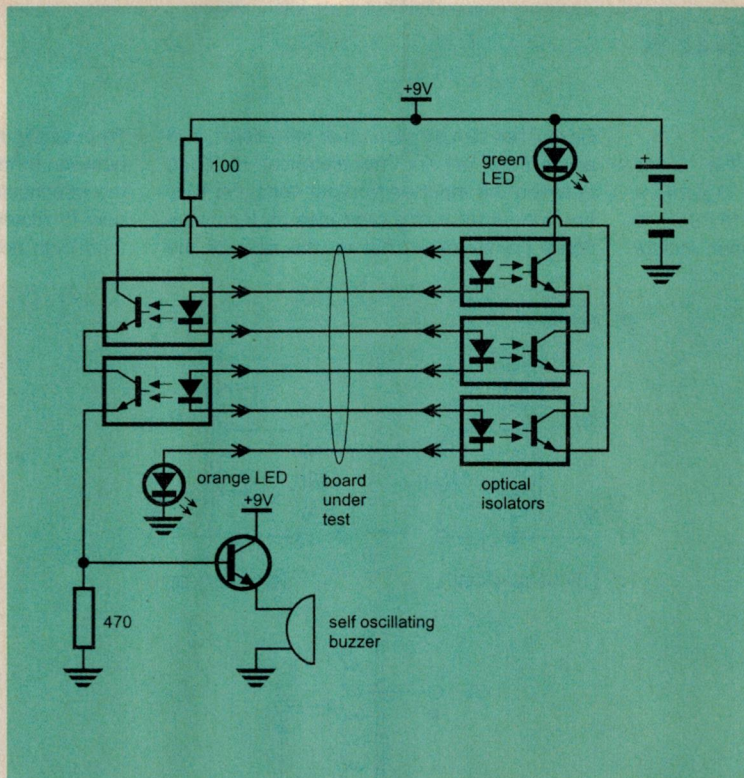 +9V
100
green
LED
+
orange LED
+9V
board
under
test
optical
isolators
470
self oscillating
buzzer